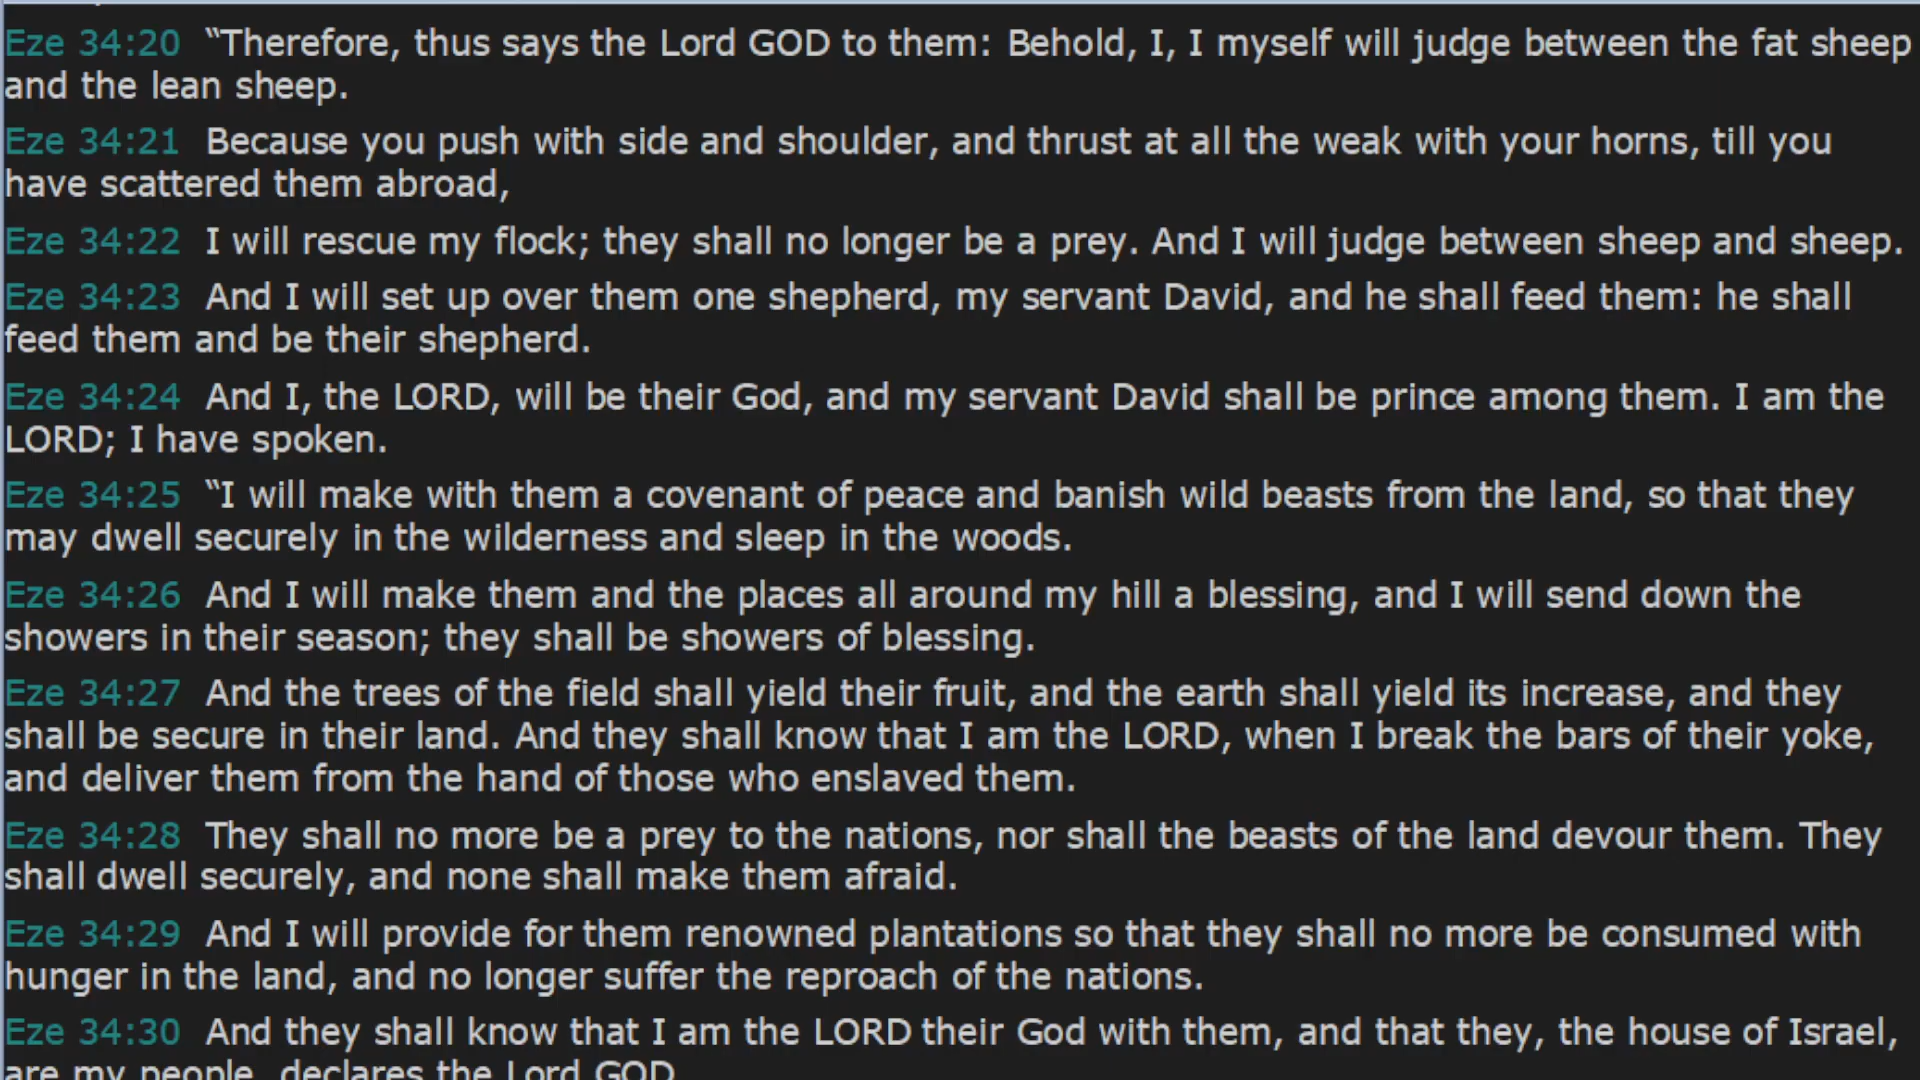 Eze 34:20 “Therefore, thus says the Lord GOD to them: Behold, I, I myself will judge between the fat sheep
and the lean sheep.
Eze 34:21 Because you push with side and shoulder, and thrust at all the weak with your horns, till you
have scattered them abroad,
Eze 34:22 I will rescue my flock; they shall no longer be a prey. And I will judge between sheep and sheep.
Eze 34:23 And I will set up over them one shepherd, my servant David, and he shall feed them: he shall
feed them and be their shepherd.
Eze 34:24 And I, the LORD, will be their God, and my servant David shall be prince among them. I am the
LORD; I have spoken.
Eze 34:25 “I will make with them a covenant of peace and banish wild beasts from the land, so that they
may dwell securely in the wilderness and sleep in the woods.
Eze 34:26 And I will make them and the places all around my hill a blessing, and I will send down the
showers in their season; they shall be showers of blessing.
Eze 34:27 And the trees of the field shall yield their fruit, and the earth shall yield its increase, and they
shall be secure in their land. And they shall know that I am the LORD, when I break the bars of their yoke,
and deliver them from the hand of those who enslaved them.
Eze 34:28 They shall no more be a prey to the nations, nor shall the beasts of the land devour them. They
shall dwell securely, and none shall make them afraid.
Eze 34:29 And I will provide for them renowned plantations so that they shall no more be consumed with
hunger in the land, and no longer suffer the reproach of the nations.
Eze 34:30 And they shall know that I am the LORD their God with them, and that they, the house of Israel,
are my people, declares the Lord GOD.